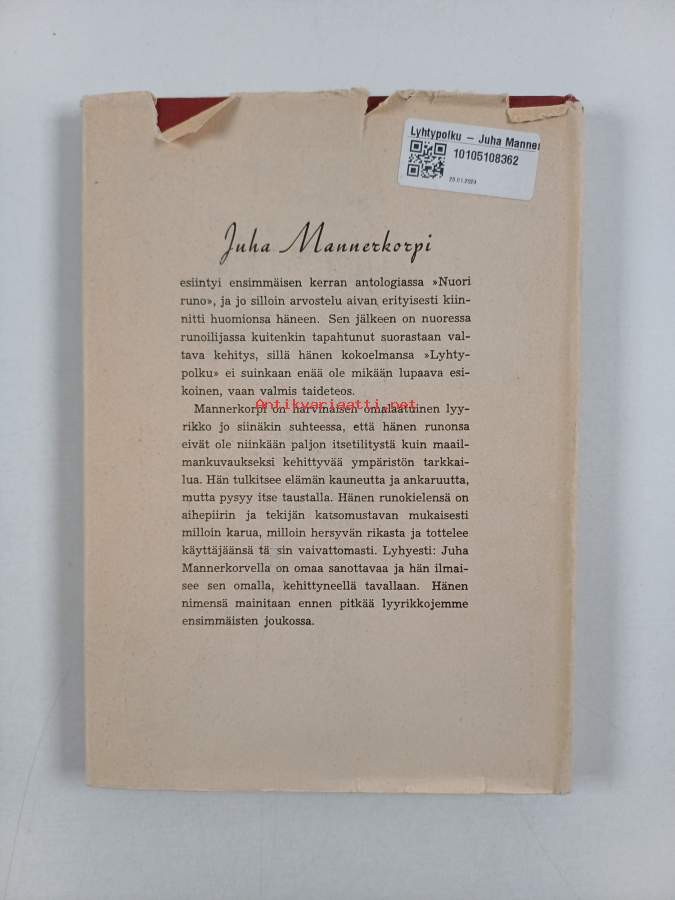 Lyhtypolku – Juha Manner
10105108362
25.01.2024
Juha Mannerkorpi
esiintyi ensimmäisen kerran antologiassa »Nuori
runo», ja jo silloin arvostelu aivan erityisesti kiin-
nitti huomionsa häneen. Sen jälkeen on nuoressa
runoilijassa kuitenkin tapahtunut suorastaan val-
tava kehitys, sillä hänen kokoelmansa »Lyhty-
polku» ei suinkaan enää ole mikään lupaava esi-
koinen, vaan valmis taideteos.
Antikvariaatti.net
Mannerkorpi on harvinaisen omalaatuinen lyy-
rikko jo siinäkin suhteessa, että hänen runonsa
eivät ole niinkään paljon itsetilitystä kuin maail-
mankuvaukseksi kehittyvää ympäristön tarkkai-
lua. Hän tulkitsee elämän kauneutta ja ankaruutta,
mutta pysyy itse taustalla. Hänen runokielensä on
aihepiirin ja tekijän katsomustavan mukaisesti
milloin karua, milloin hersyvän rikasta ja tottelee
käyttäjäänsä tä sin vaivattomasti. Lyhyesti: Juha
Mannerkorvella on omaa sanottavaa ja hän ilmai-
see sen omalla, kehittyneellä tavallaan. Hänen
nimensä mainitaan ennen pitkää lyyrikkojemme
ensimmäisten joukossa.